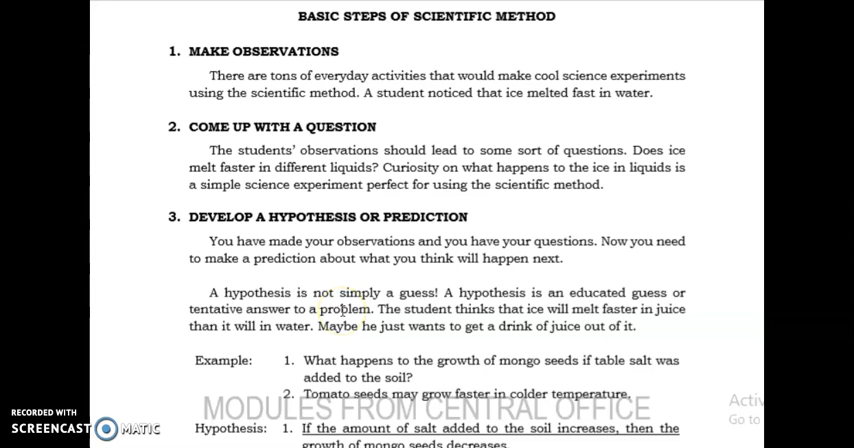 BASIC STEPS OF SCIENTIFIC METHOD
1. MAKE OBSERVATIONS
There are tons of everyday activities that would make cool science experiments
using the scientific method. A student noticed that ice melted fast in water.
2. COME UP WITH A QUESTION
The students' observations should lead to some sort of questions. Does ice
melt faster in different liquids? Curiosity on what happens to the ice in liquids is
a simple science experiment perfect for using the scientific method.
3. DEVELOP A HYPOTHESIS OR PREDICTION
You have made your observations and you have your questions. Now you need
to make a prediction about what you think will happen next.
A hypothesis is not simply a guess! A hypothesis is an educated guess or
tentative answer to a problem. The student thinks that ice will melt faster in juice
than it will in water. Maybe he just wants to get a drink of juice out of it.
Example: 1. What happens to the growth of mongo seeds if table salt was
added to the soil?
2. Tomato seeds may grow faster in colder temperature.
MODULES FROM CENTRAL OFFICE
Hypothesis: 1. If the amount of salt added to the soil increases, then the
growth of mongo seeds decreases.
Activ
Go to
RECORDED WITH
SCREENCAST MATIC